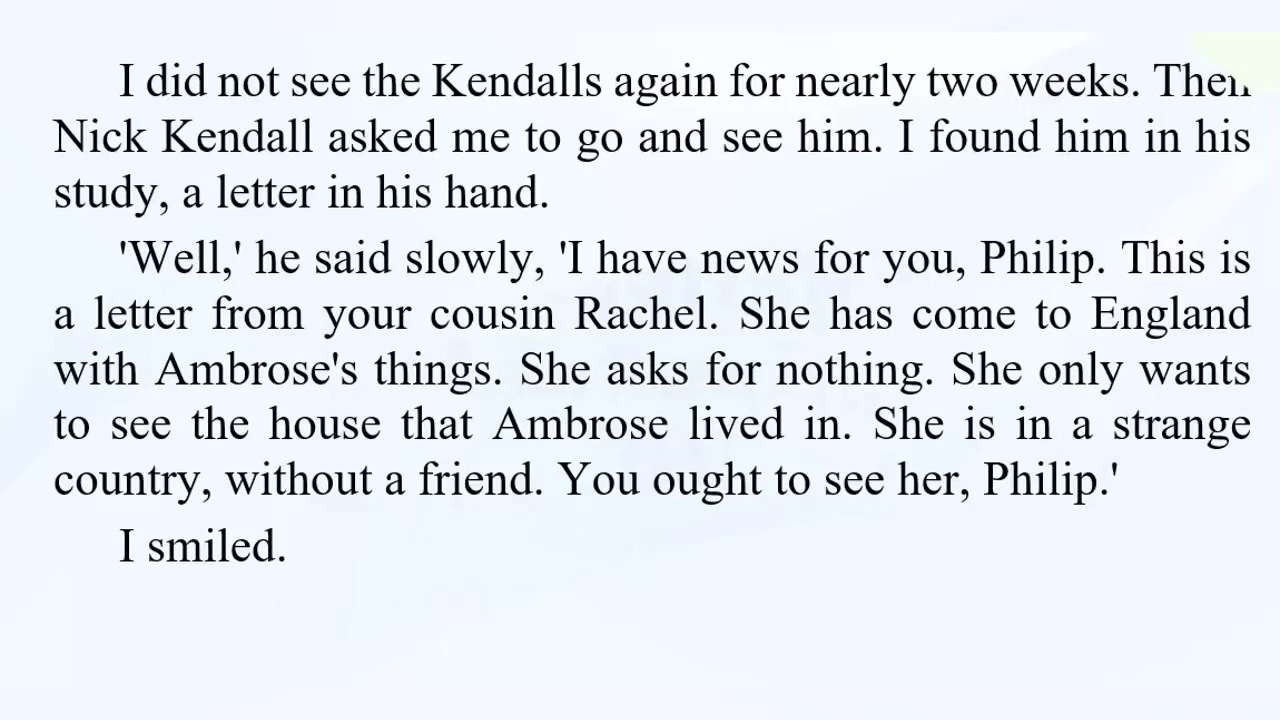 I did not see the Kendalls again for nearly two weeks. Then
Nick Kendall asked me to go and see him. I found him in his
study, a letter in his hand.
'Well,' he said slowly, 'I have news for you, Philip. This is
a letter from your cousin Rachel. She has come to England
with Ambrose's things. She asks for nothing. She only wants
to see the house that Ambrose lived in. She is in a strange
country, without a friend. You ought to see her, Philip.'
I smiled.